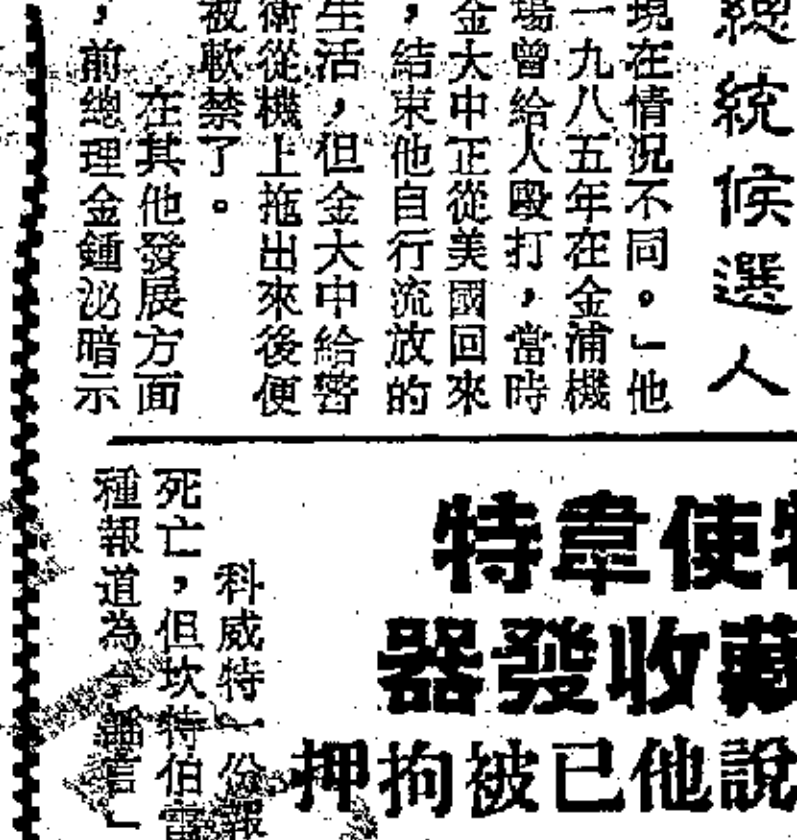 總統候選人
現在情況不同。」他
一九八五年在金浦機
場曾給人毆打，當時
金大中正從美國回來
，結束他自行流放的
生活，但金大中給警
衛從機上拖出來後便
被軟禁了。
在其他發展方面
，前總理金鍾泌暗示
特韋使特
器發收藏
押拘被已他說
科威特一份報
死亡，但坎特伯雷
種報道為「謠言」